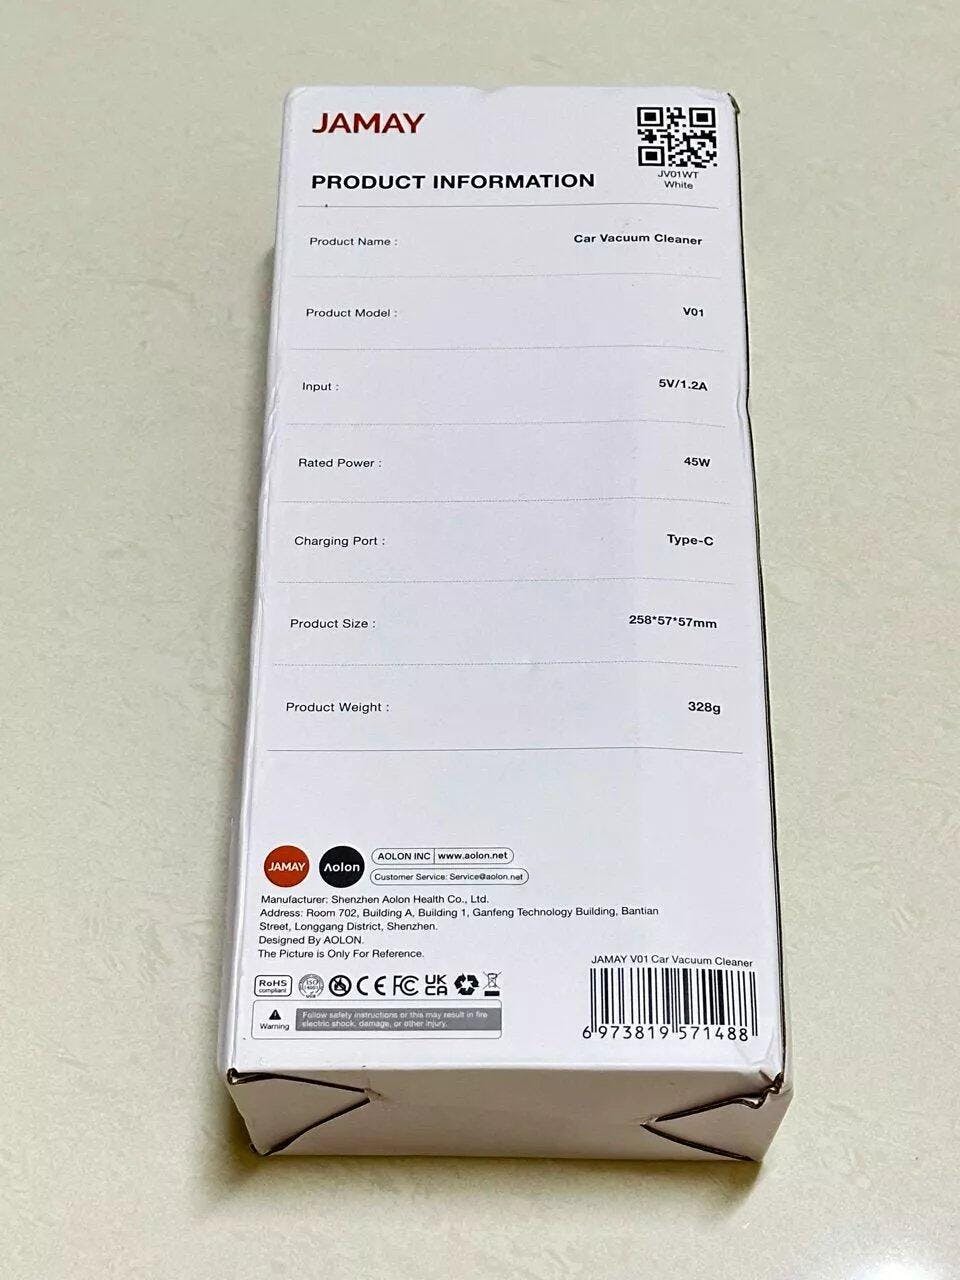 JAMAY
JV01WT
White
PRODUCT INFORMATION
Product Name : Car Vacuum Cleaner
Product Model : V01
Input : 5V/1.2A
Rated Power : 45W
Charging Port : Type-C
Product Size : 258*57*57mm
Product Weight : 328g
JAMAY Aolon AOLON INC www.aolon.net
Customer Service: Service@aolon.net
Manufacturer: Shenzhen Aolon Health Co., Ltd.
Address: Room 702, Building A, Building 1, Ganfeng Technology Building, Bantian
Street, Longgang District, Shenzhen.
Designed By AOLON.
The Picture is Only For Reference.
RoHS
compliant
ISO
CE FC UK
CA
Warning
Follow safety instructions or this may result in fire
electric shock, damage, or other injury.
JAMAY V01 Car Vacuum Cleaner
6 973819 571488